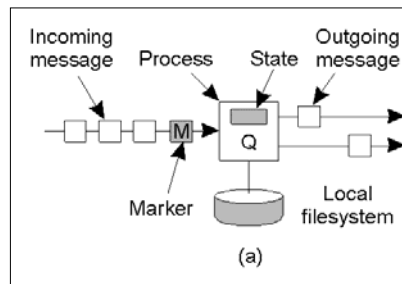 Incoming
message
Process
State
Outgoing
message
M
Q
Marker
Local
filesystem
(a)